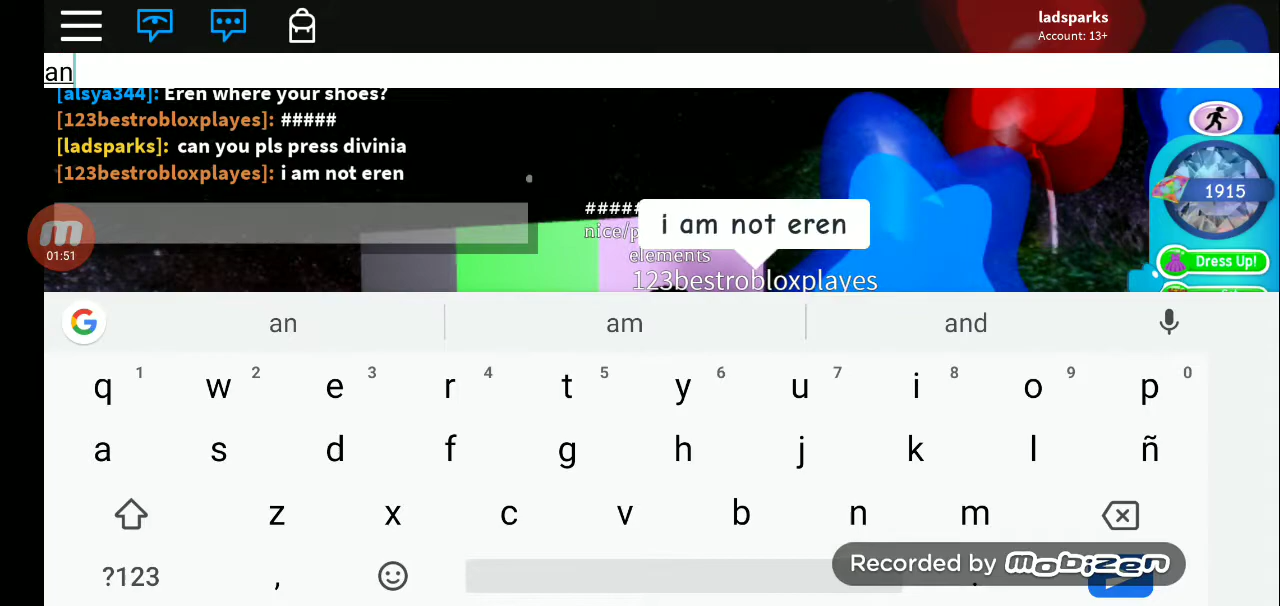 ladsparks
Account: 13+
an
[alsya344]: Eren where your shoes?
[123bestrobloxplayes]: #####
[ladsparks]: can you pls press divinia
[123bestrobloxplayes]: i am not eren
01:51
#####
nice/p
elements
i am not eren
123bestrobloxplayes
1915
Dress Up!
an am and
q 1 w 2 e 3 r 4 t 5 y 6 u 7 i 8 o 9 p 0
a s d f g h j k l ñ
z x c v b n m
?123 , .
Recorded by mobizen